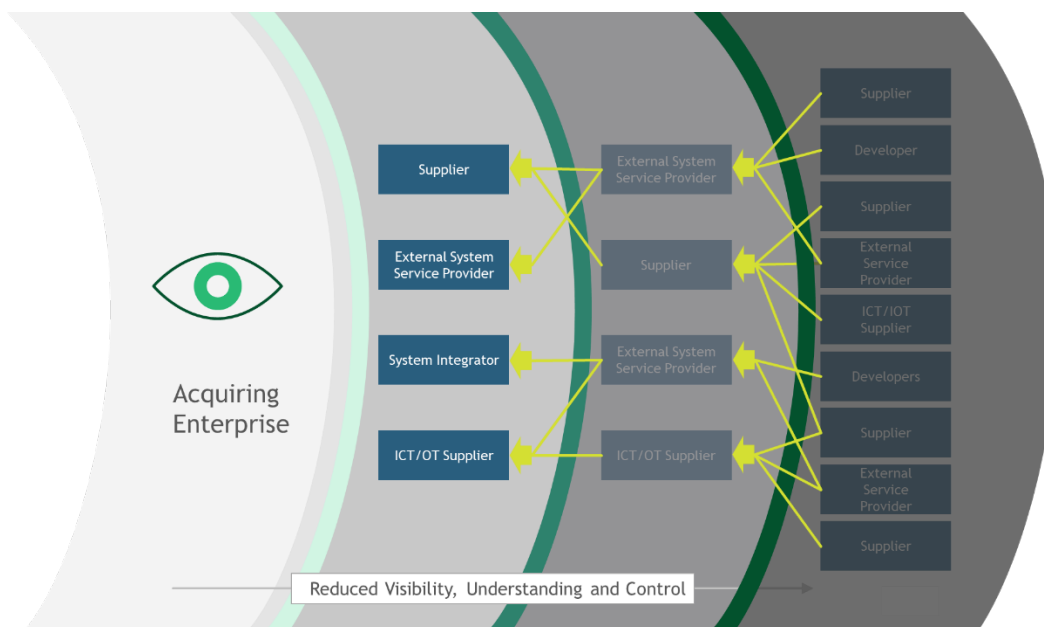 Acquiring
Enterprise
Supplier
External System
Service Provider
System Integrator
ICT/OT Supplier
External System
Service Provider
Supplier
External System
Service Provider
ICT/OT Supplier
Supplier
Developer
Supplier
External
Service
Provider
ICT/IOT
Supplier
Developers
Supplier
External
Service
Provider
Supplier
Reduced Visibility, Understanding and Control